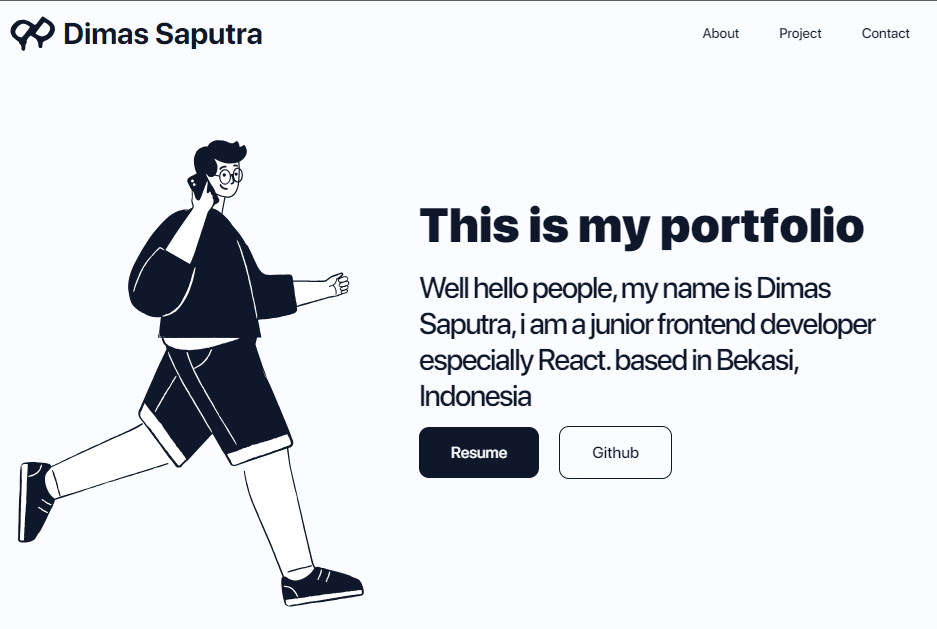 Dimas Saputra
About
Project
Contact
This is my portfolio
Well hello people, my name is Dimas
Saputra, i am a junior frontend developer
especially React. based in Bekasi,
Indonesia
Resume
Github